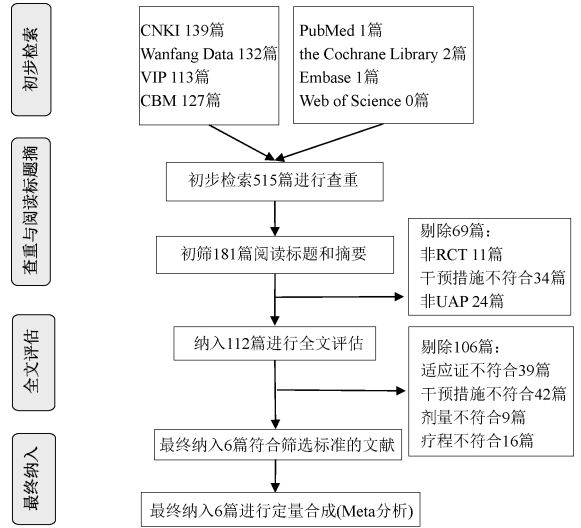 初步检索
CNKI 139篇
Wanfang Data 132篇
VIP 113篇
CBM 127篇
PubMed 1篇
the Cochrane Library 2篇
Embase 1篇
Web of Science 0篇
查重与阅读标题摘
初步检索515篇进行查重
初筛181篇阅读标题和摘要
剔除69篇：
非RCT 11篇
干预措施不符合34篇
非UAP 24篇
全文评估
纳入112篇进行全文评估
剔除106篇：
适应证不符合39篇
干预措施不符合42篇
剂量不符合9篇
疗程不符合16篇
最终纳入
最终纳入6篇符合筛选标准的文献
最终纳入6篇进行定量合成(Meta分析)